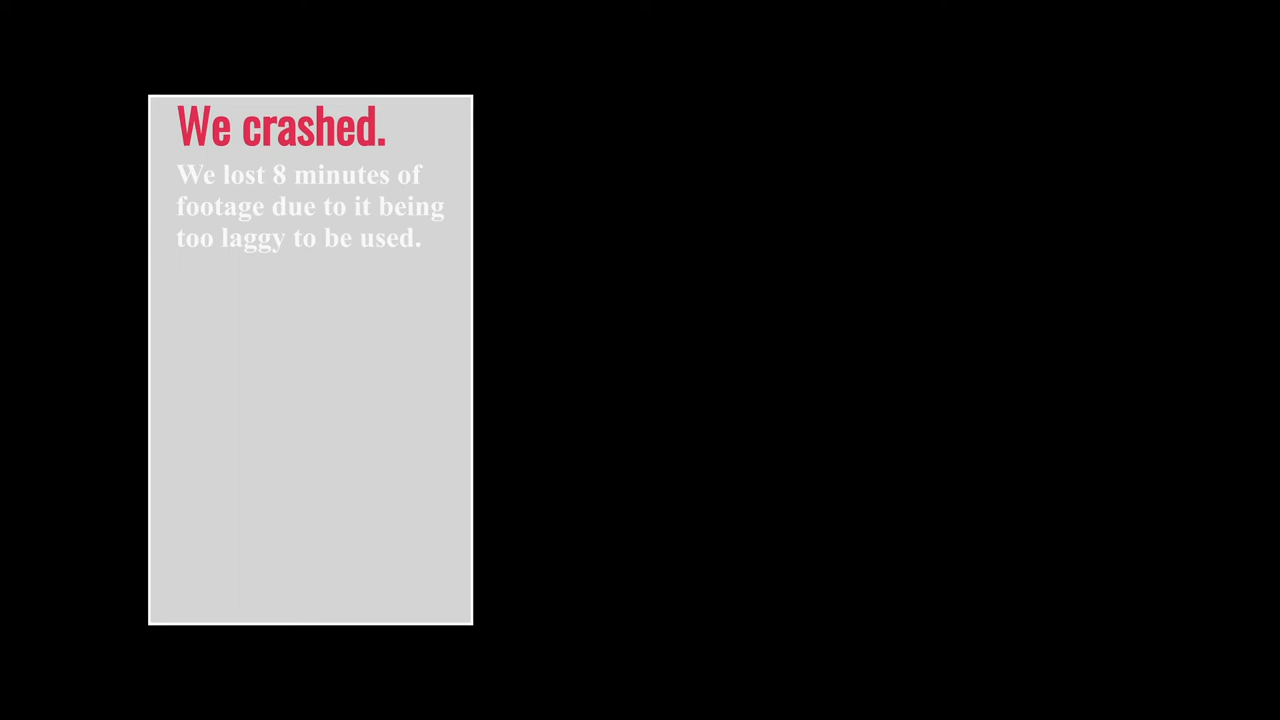 We crashed.
We lost 8 minutes of
footage due to it being
too laggy to be used.